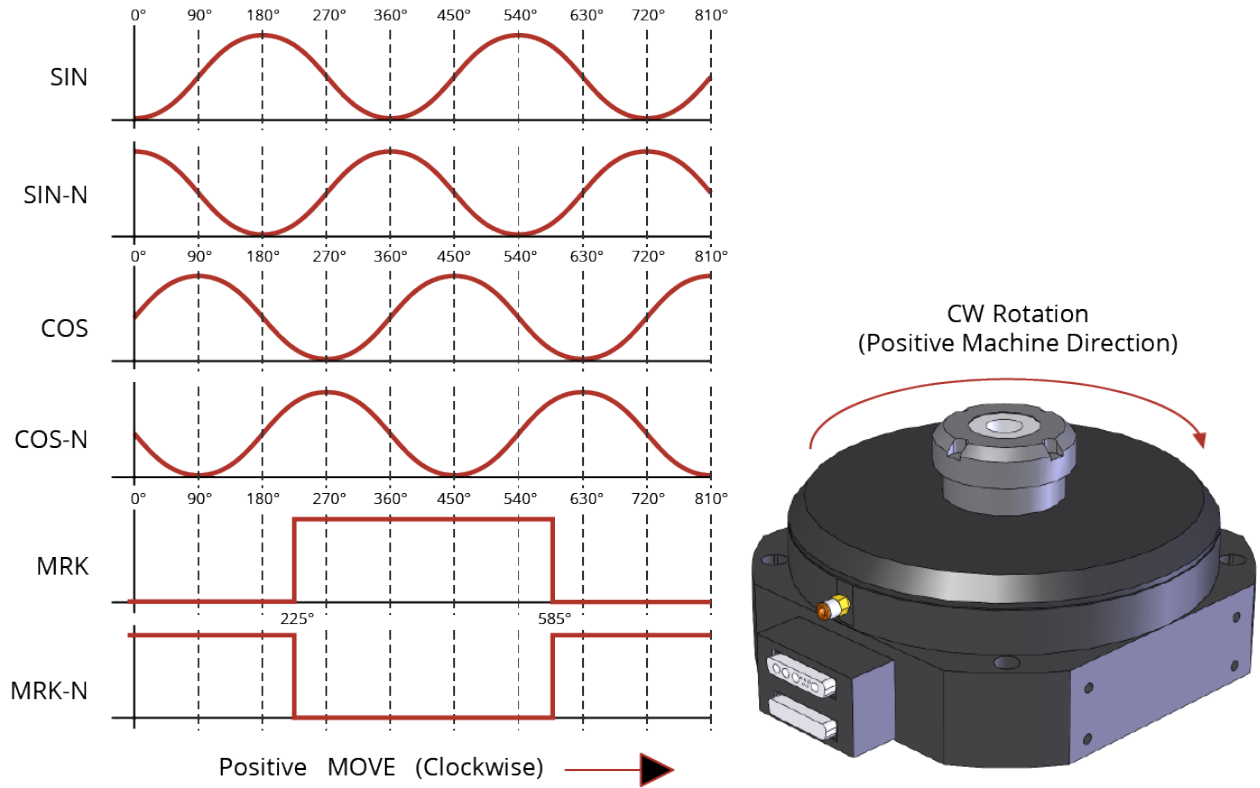 0° 90° 180° 270° 360° 450° 540° 630° 720° 810°
SIN
SIN-N
0° 90° 180° 270° 360° 450° 540° 630° 720° 810°
COS
COS-N
0° 90° 180° 270° 360° 450° 540° 630° 720° 810°
MRK
225° 585°
MRK-N
Positive MOVE (Clockwise)
CW Rotation
(Positive Machine Direction)